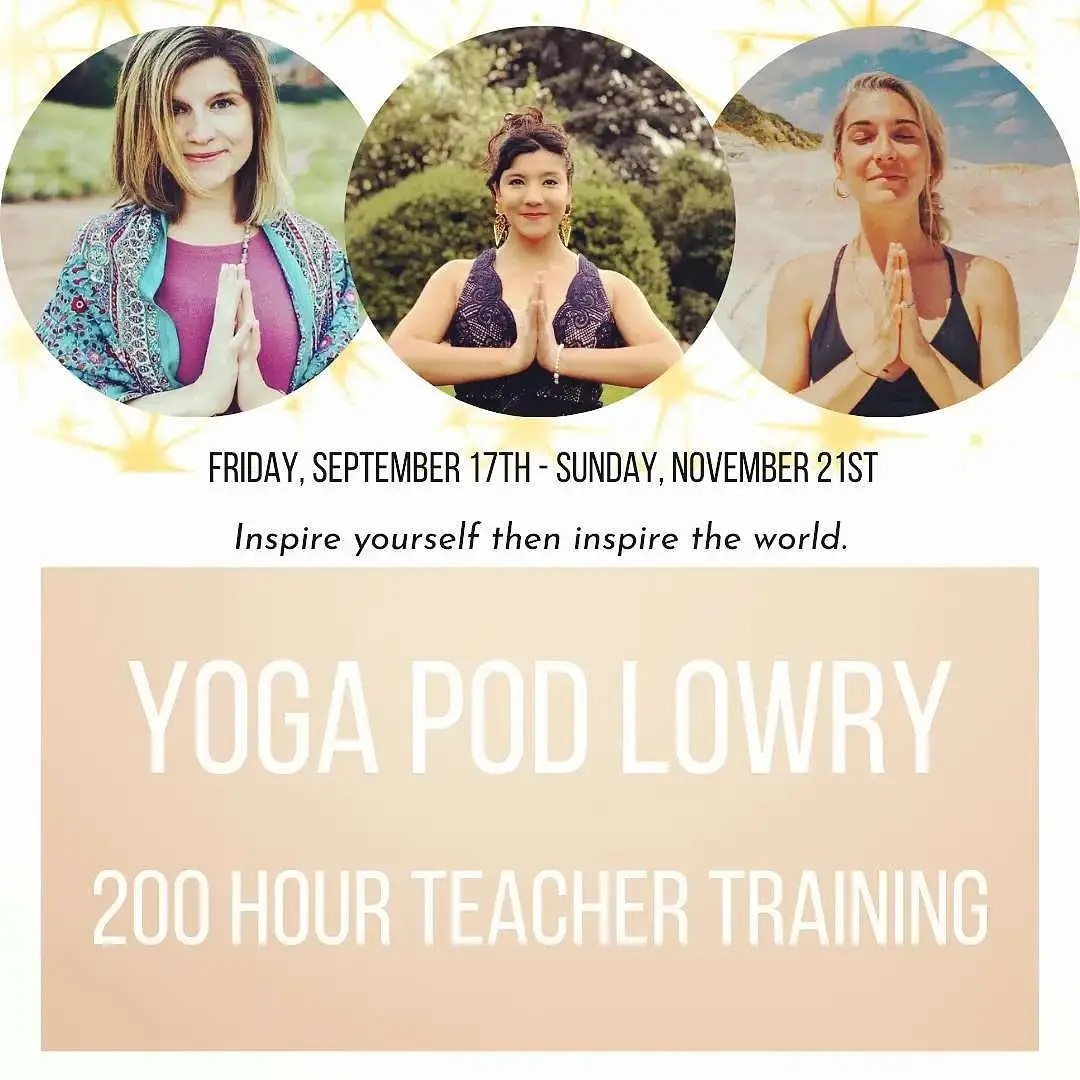 FRIDAY, SEPTEMBER 17TH - SUNDAY, NOVEMBER 21ST
Inspire yourself then inspire the world.
YOGA POD LOWRY
200 HOUR TEACHER TRAINING